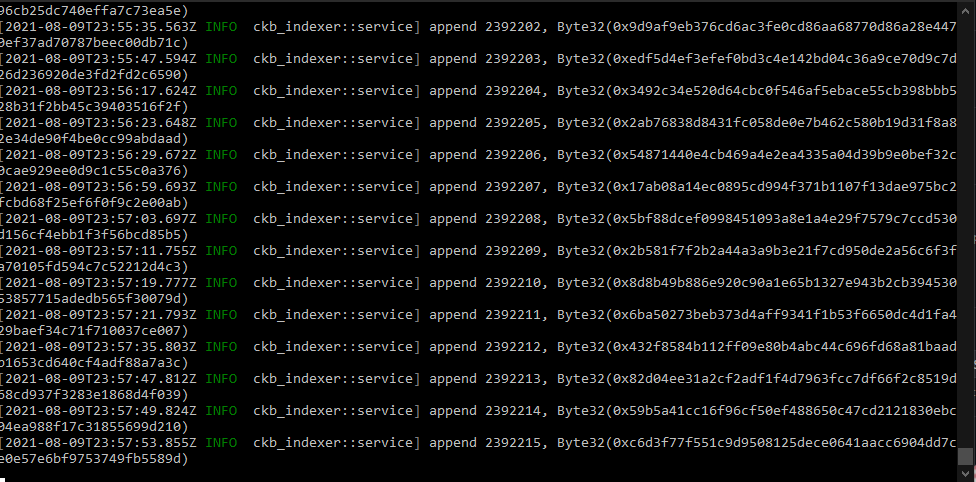 96cb25dc740effa7c73ea5e)
[2021-08-09T23:55:35.563Z INFO  ckb_indexer::service] append 2392202, Byte32(0x9d9af9eb376cd6ac3fe0cd86aa68770d86a28e447
0ef37ad70787beec00db71c)
[2021-08-09T23:55:47.594Z INFO  ckb_indexer::service] append 2392203, Byte32(0xedf5d4ef3efef0bd3c4e142bd04c36a9ce70d9c7d
26d236920de3fd2fd2c6590)
[2021-08-09T23:56:17.624Z INFO  ckb_indexer::service] append 2392204, Byte32(0x3492c34e520d64cbc0f546af5ebace55cb398bbb5
28b31f2bb45c39403516f2f)
[2021-08-09T23:56:23.648Z INFO  ckb_indexer::service] append 2392205, Byte32(0x2ab76838d8431fc058de0e7b462c580b19d31f8a8
2e34de90f4be0cc99abdaad)
[2021-08-09T23:56:29.672Z INFO  ckb_indexer::service] append 2392206, Byte32(0x54871440e4cb469a4e2ea4335a04d39b9e0bef32c
0cae929ee0d9c1c55c0a376)
[2021-08-09T23:56:59.693Z INFO  ckb_indexer::service] append 2392207, Byte32(0x17ab08a14ec0895cd994f371b1107f13dae975bc2
fcbd68f25ef6f0f9c2e00ab)
[2021-08-09T23:57:03.697Z INFO  ckb_indexer::service] append 2392208, Byte32(0x5bf88dcef0998451093a8e1a4e29f7579c7ccd530
d156cf4ebb1f3f56bcd85b5)
[2021-08-09T23:57:11.755Z INFO  ckb_indexer::service] append 2392209, Byte32(0x2b581f7f2b2a44a3a9b3e21f7cd950de2a56c6f3f
a70105fd594c7c52212d4c3)
[2021-08-09T23:57:19.777Z INFO  ckb_indexer::service] append 2392210, Byte32(0x8d8b49b886e920c90a1e65b1327e943b2cb394530
53857715adedb565f30079d)
[2021-08-09T23:57:21.793Z INFO  ckb_indexer::service] append 2392211, Byte32(0x6ba50273beb373d4aff9341f1b53f6650dc4d1fa4
29baef34c71f710037ce007)
[2021-08-09T23:57:35.803Z INFO  ckb_indexer::service] append 2392212, Byte32(0x432f8584b112ff09e80b4abc44c696fd68a81baad
b1653cd640cf4adf88a7a3c)
[2021-08-09T23:57:47.812Z INFO  ckb_indexer::service] append 2392213, Byte32(0x82d04ee31a2cf2adf1f4d7963fcc7df66f2c8519d
68cd937f3283e1868d4f039)
[2021-08-09T23:57:49.824Z INFO  ckb_indexer::service] append 2392214, Byte32(0x59b5a41cc16f96cf50ef488650c47cd2121830ebc
04ea988f17c31855699d210)
[2021-08-09T23:57:53.855Z INFO  ckb_indexer::service] append 2392215, Byte32(0xc6d3f77f551c9d9508125dece0641aacc6904dd7c
e0e57e6bf9753749fb5589d)